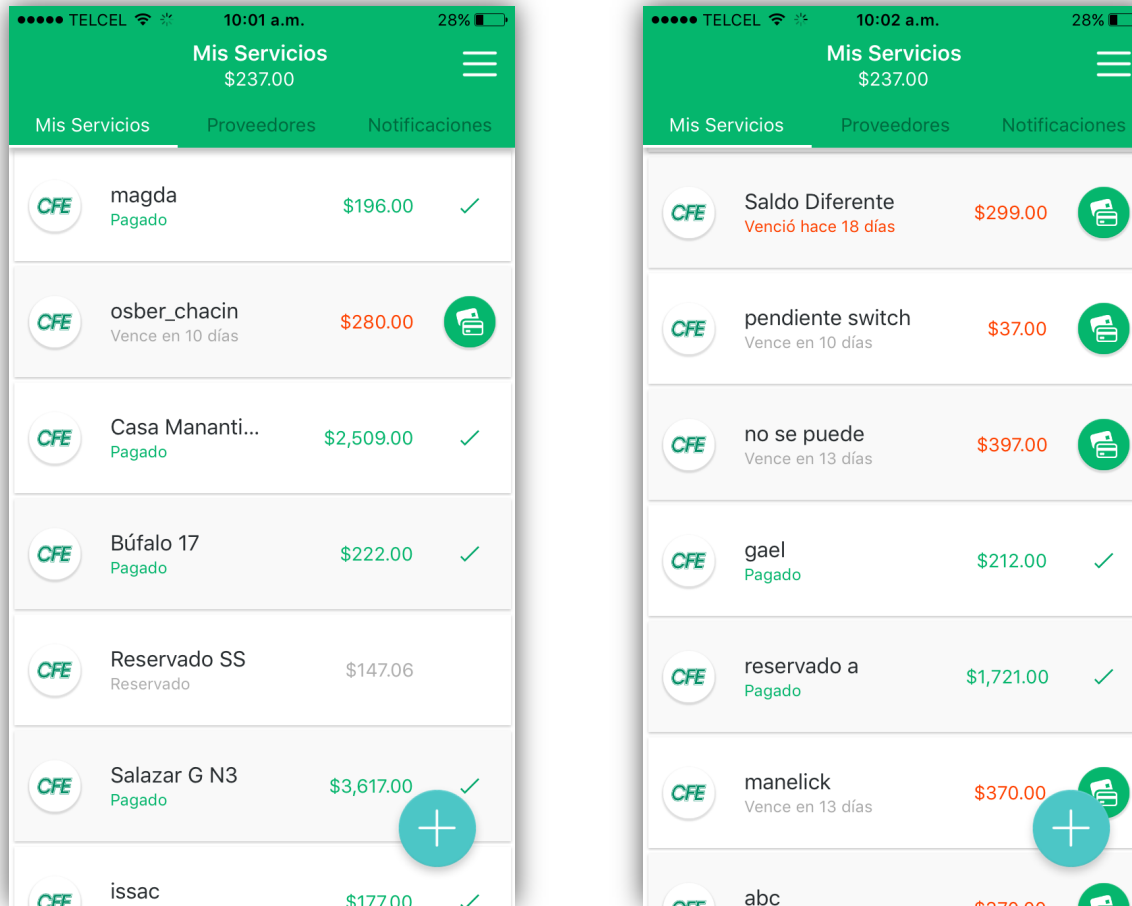 TELCEL 10:01 a.m. 28%
Mis Servicios
$237.00
Mis Servicios Proveedores Notificaciones
CFE magda $196.00
Pagado
CFE osber_chacin $280.00
Vence en 10 días
CFE Casa Mananti... $2,509.00
Pagado
CFE Búfalo 17 $222.00
Pagado
CFE Reservado SS $147.06
Reservado
CFE Salazar G N3 $3,617.00
Pagado
CFE issac $177.00
TELCEL 10:02 a.m. 28%
Mis Servicios
$237.00
Mis Servicios Proveedores Notificaciones
CFE Saldo Diferente $299.00
Venció hace 18 días
CFE pendiente switch $37.00
Vence en 10 días
CFE no se puede $397.00
Vence en 13 días
CFE gael $212.00
Pagado
CFE reservado a $1,721.00
Pagado
CFE manelick $370.00
Vence en 13 días
CFE abc